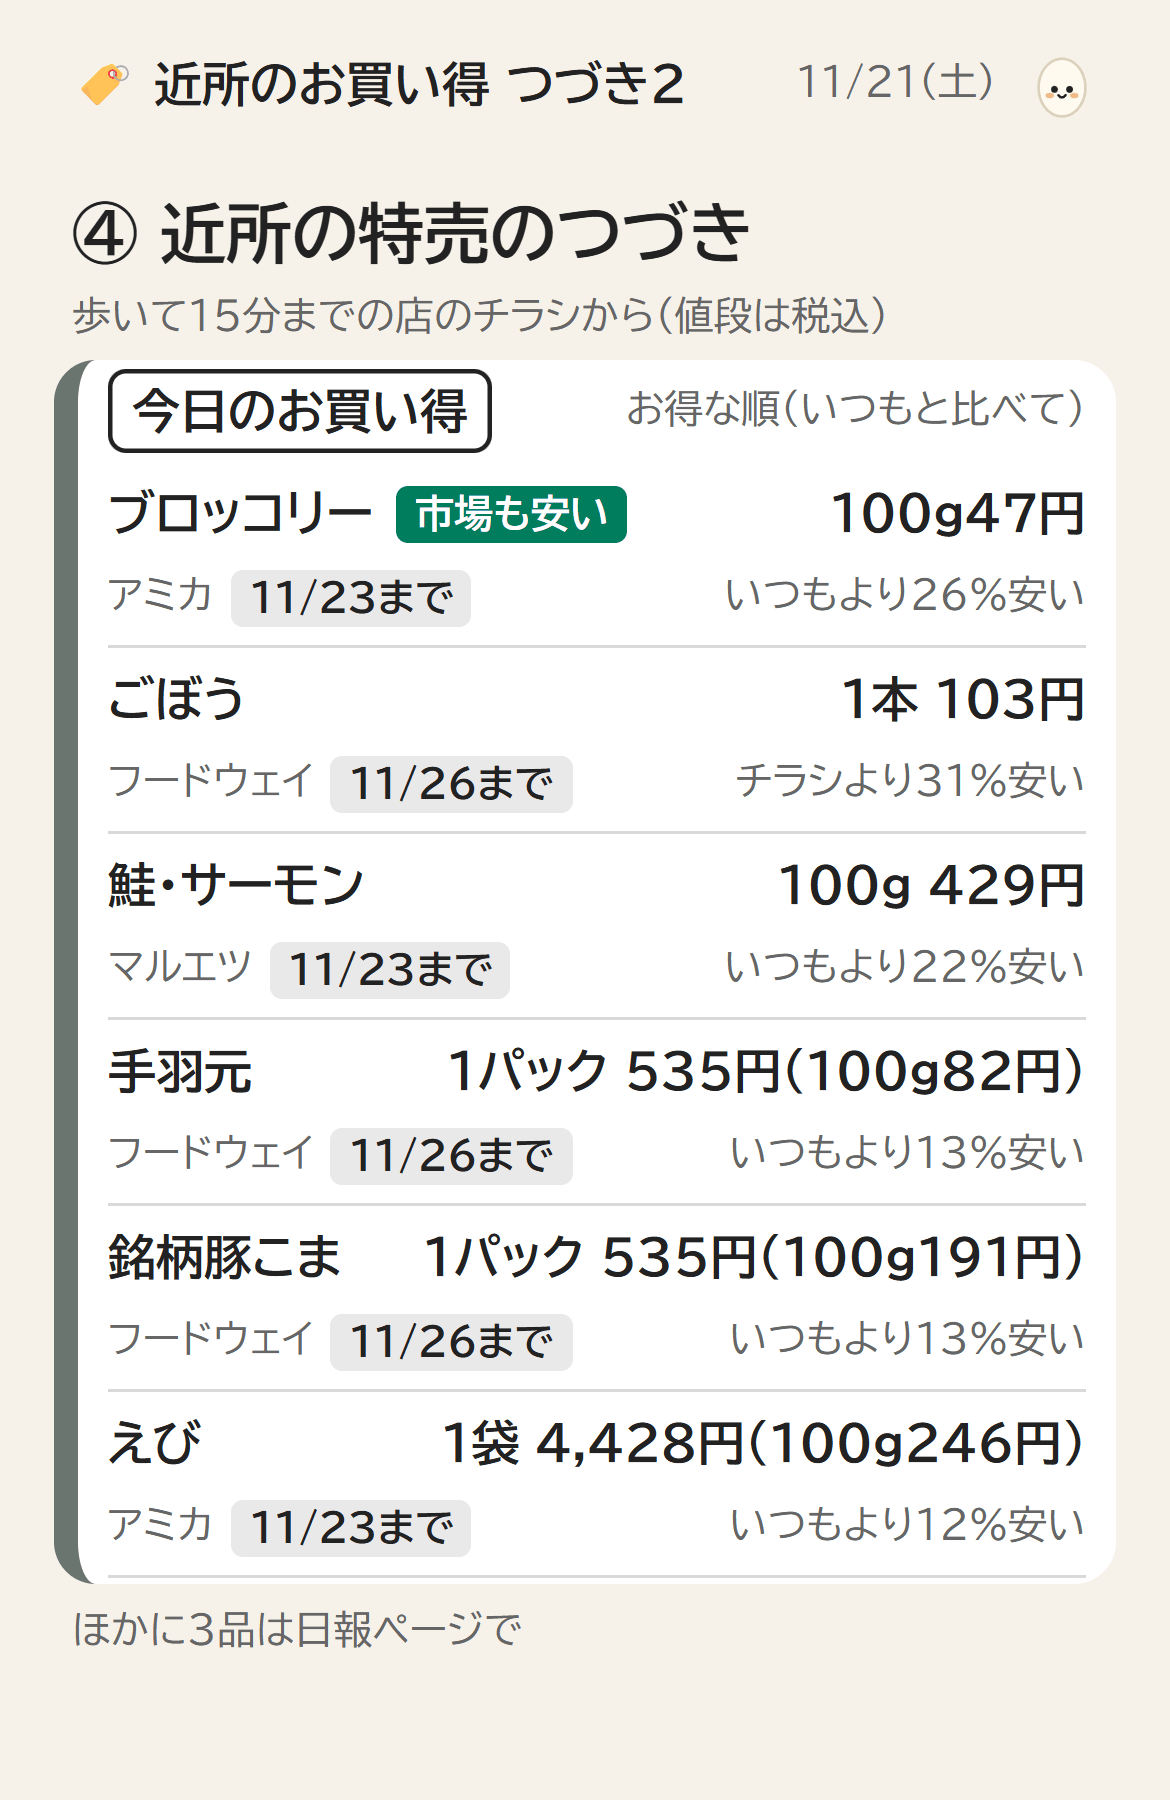 近所のお買い得 つづき2 11/21(土)
④ 近所の特売のつづき
歩いて15分までの店のチラシから(値段は税込)
今日のお買い得 お得な順(いつもと比べて)
ブロッコリー 市場も安い 100g47円
アミカ 11/23まで いつもより26%安い
ごぼう 1本 103円
フードウェイ 11/26まで チラシより31%安い
鮭・サーモン 100g 429円
マルエツ 11/23まで いつもより22%安い
手羽元 1パック 535円(100g82円)
フードウェイ 11/26まで いつもより13%安い
銘柄豚こま 1パック 535円(100g191円)
フードウェイ 11/26まで いつもより13%安い
えび 1袋 4,428円(100g246円)
アミカ 11/23まで いつもより12%安い
ほかに3品は日報ページで